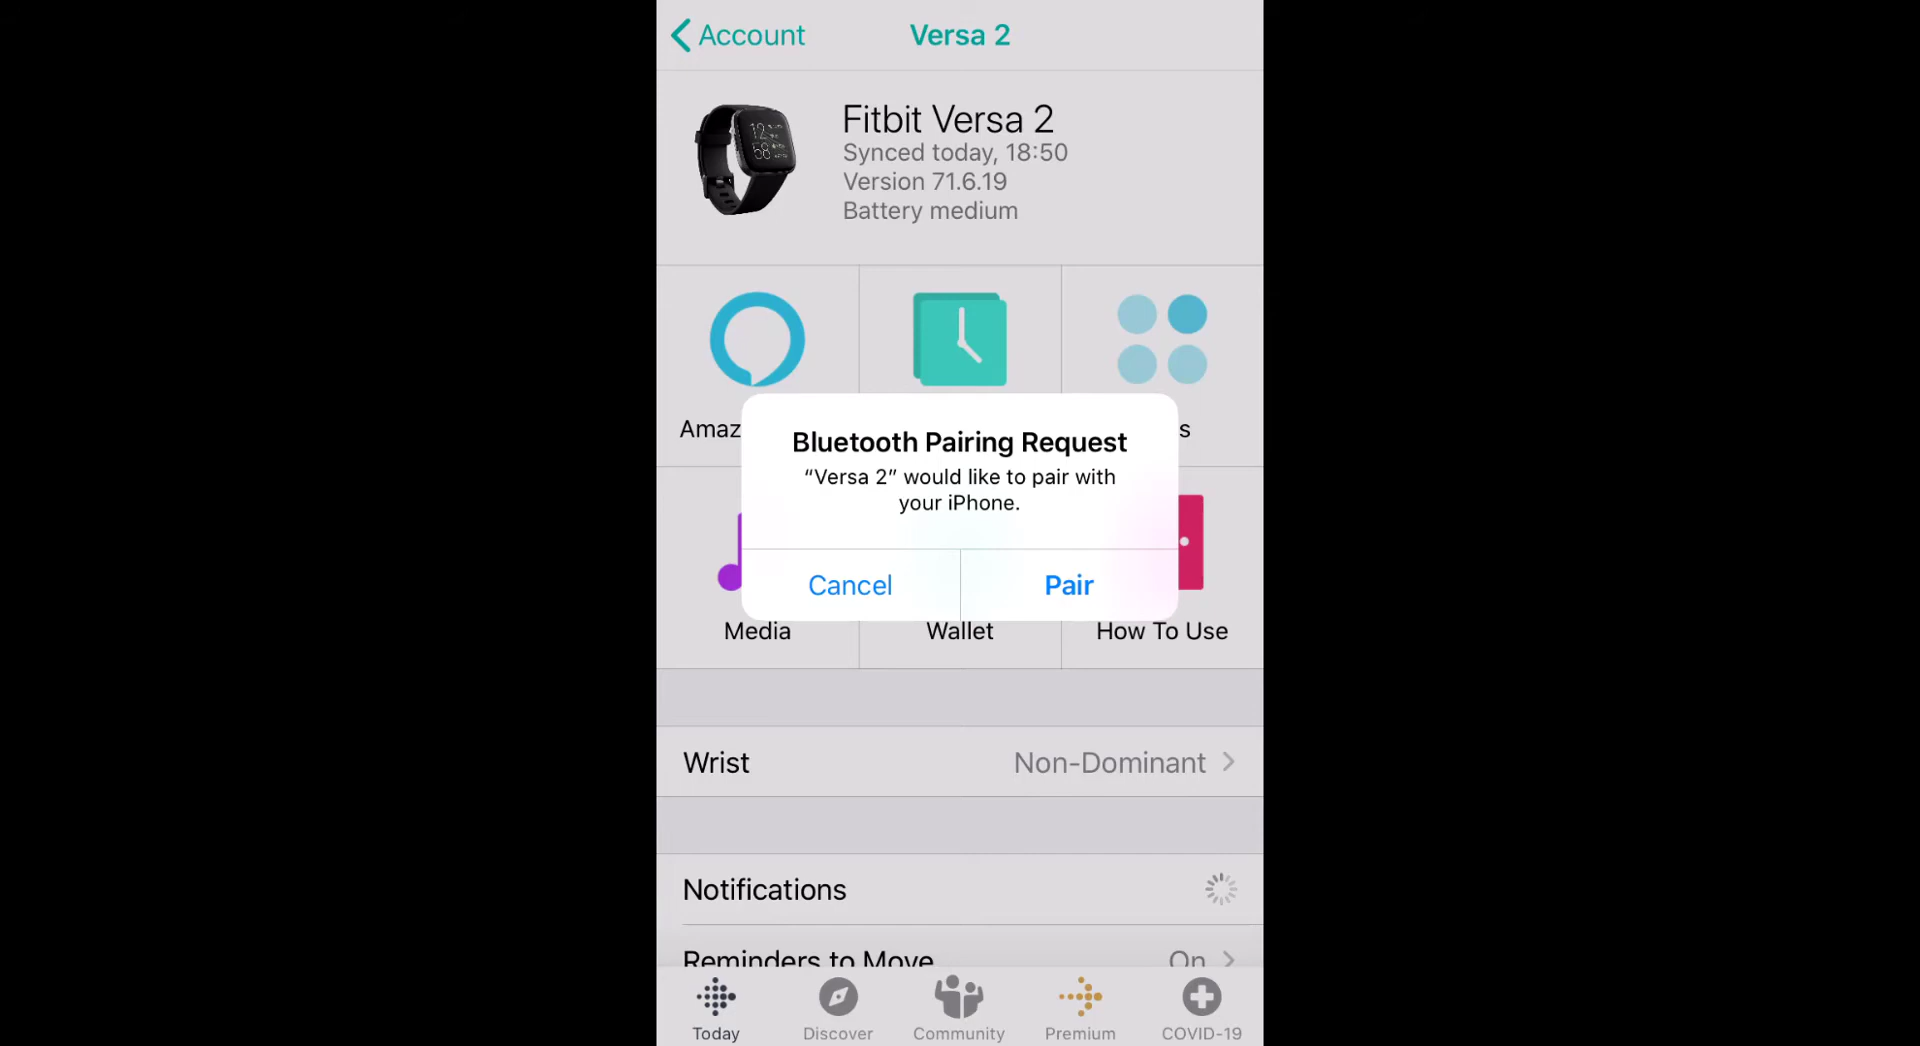 Account
Versa 2
Fitbit Versa 2
Synced today, 18:50
Version 71.6.19
Battery medium
Amaz
s
Bluetooth Pairing Request
“Versa 2” would like to pair with
your iPhone.
Cancel
Pair
Media
Wallet
How To Use
Wrist
Non-Dominant
Notifications
Reminders to Move
On
Today
Discover
Community
Premium
COVID-19